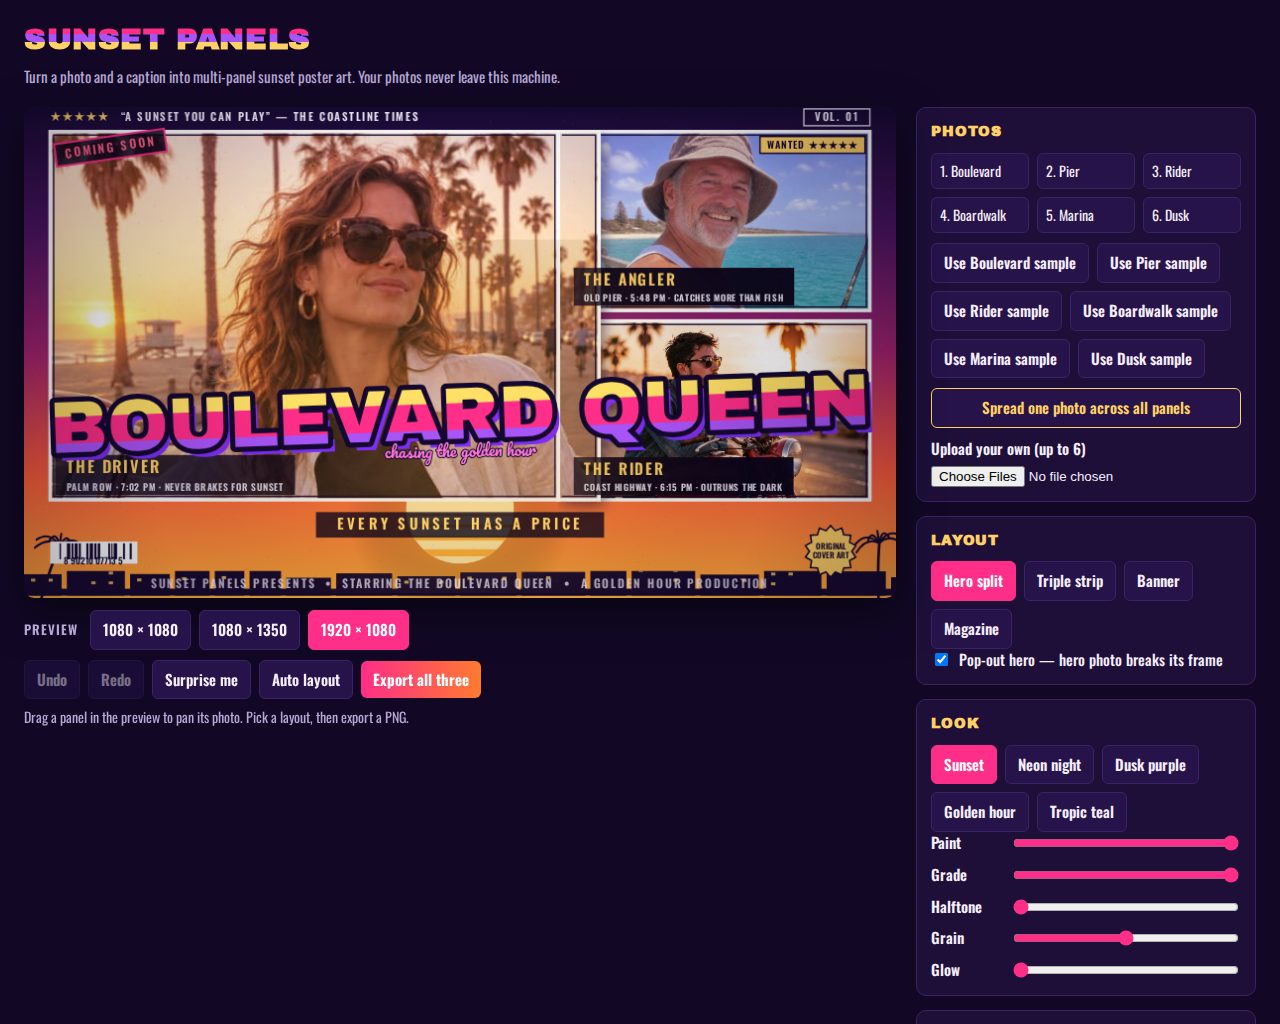 SUNSET PANELS
Turn a photo and a caption into multi-panel sunset poster art. Your photos never leave this machine.
★★★★★ “A SUNSET YOU CAN PLAY” — THE COASTLINE TIMES
VOL. 01
COMING SOON
WANTED ★★★★★
THE ANGLER
OLD PIER · 5:48 PM · CATCHES MORE THAN FISH
BOULEVARD QUEEN
chasing the golden hour
THE DRIVER
PALM ROW · 7:02 PM · NEVER BRAKES FOR SUNSET
THE RIDER
COAST HIGHWAY · 6:15 PM · OUTRUNS THE DARK
EVERY SUNSET HAS A PRICE
ORIGINAL
COVER ART
SUNSET PANELS PRESENTS • STARRING THE BOULEVARD QUEEN • A GOLDEN HOUR PRODUCTION
PREVIEW
1080 × 1080
1080 × 1350
1920 × 1080
Undo
Redo
Surprise me
Auto layout
Export all three
Drag a panel in the preview to pan its photo. Pick a layout, then export a PNG.
PHOTOS
1. Boulevard
2. Pier
3. Rider
4. Boardwalk
5. Marina
6. Dusk
Use Boulevard sample
Use Pier sample
Use Rider sample
Use Boardwalk sample
Use Marina sample
Use Dusk sample
Spread one photo across all panels
Upload your own (up to 6)
Choose Files No file chosen
LAYOUT
Hero split
Triple strip
Banner
Magazine
Pop-out hero — hero photo breaks its frame
LOOK
Sunset
Neon night
Dusk purple
Golden hour
Tropic teal
Paint
Grade
Halftone
Grain
Glow